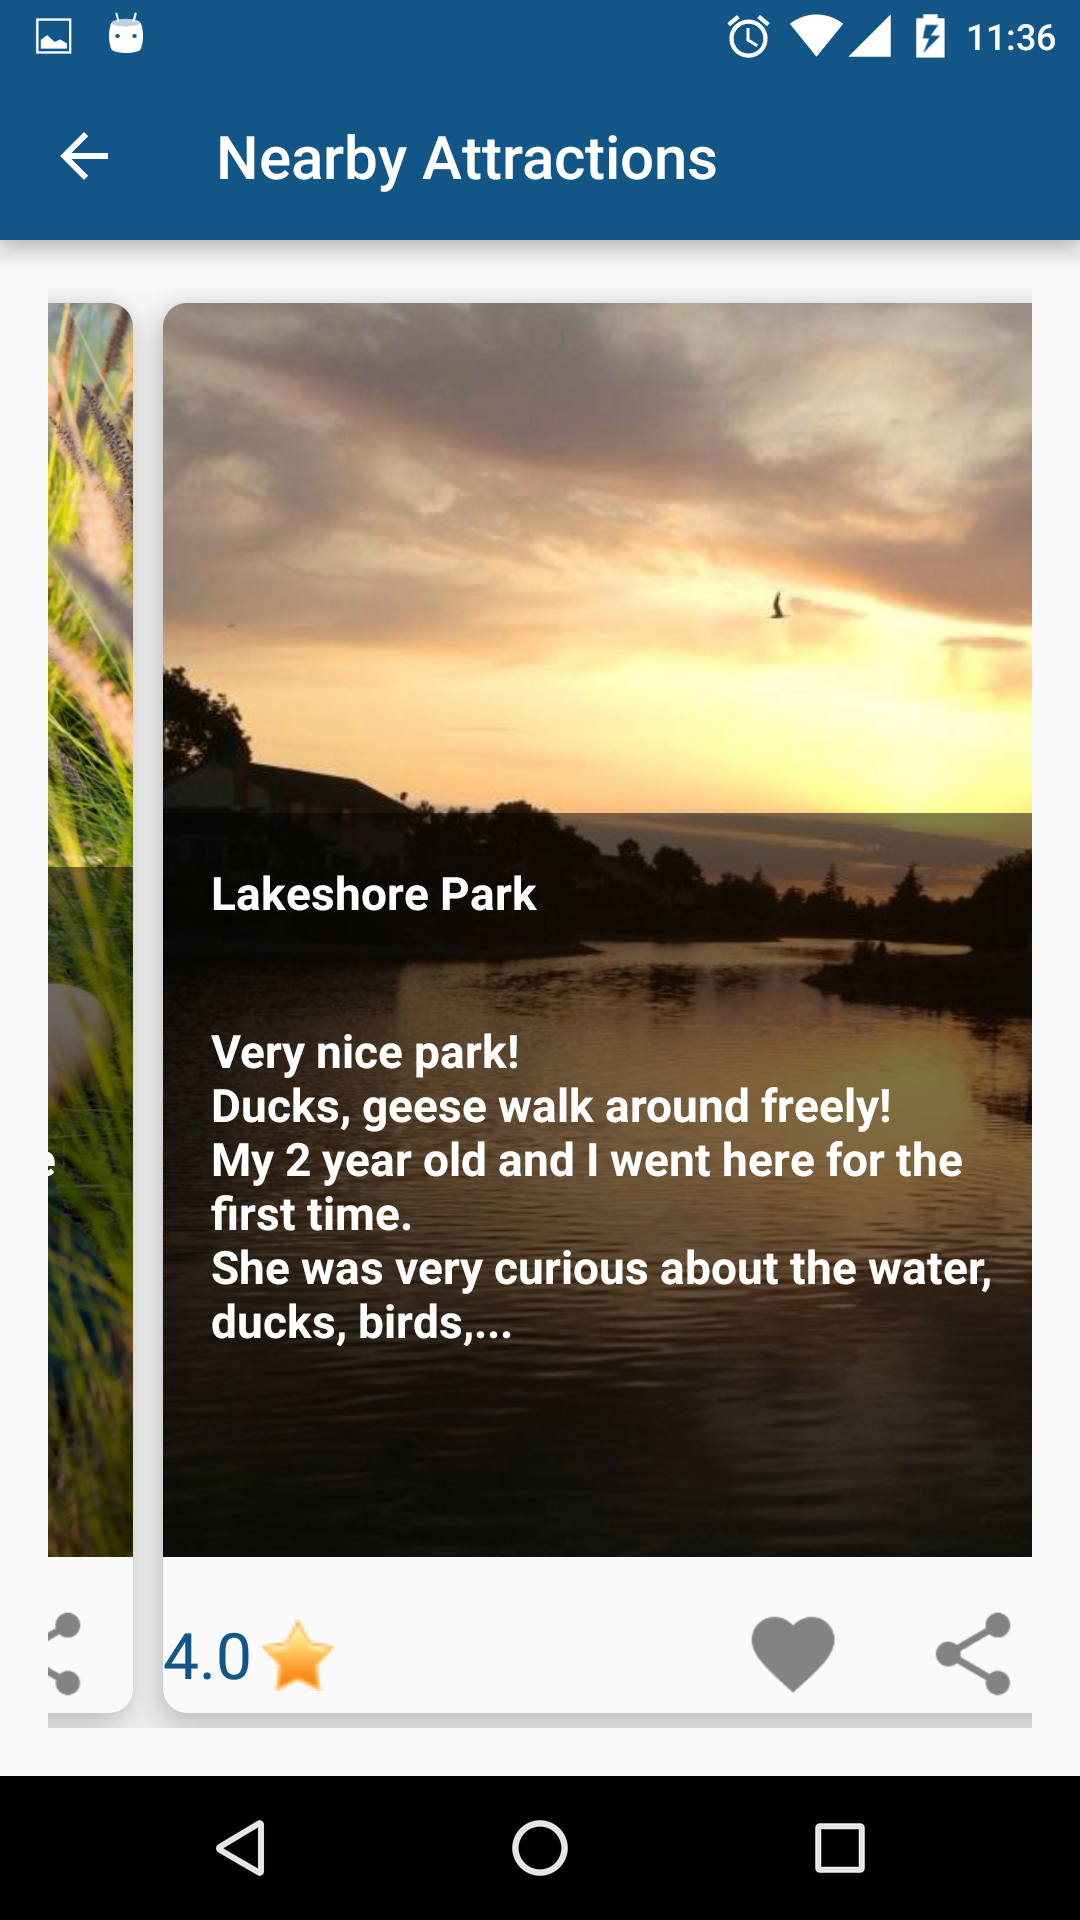 11:36
Nearby Attractions
Lakeshore Park
Very nice park!
Ducks, geese walk around freely!
My 2 year old and I went here for the
first time.
She was very curious about the water,
ducks, birds,...
4.0